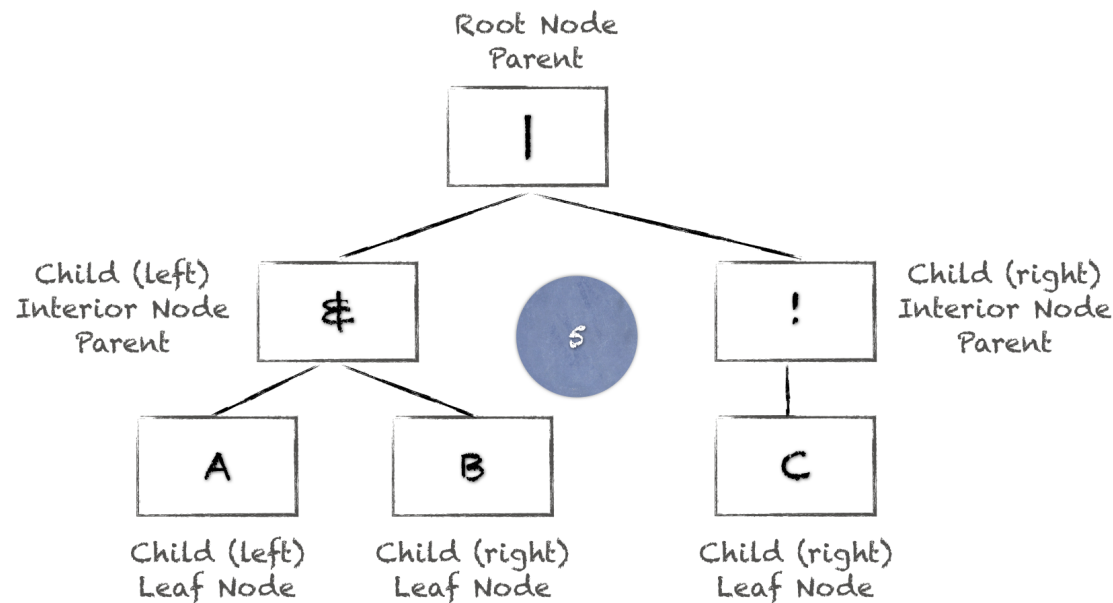 Root Node
Parent
|
Child (left)
Interior Node
Parent
&
5
!
Child (right)
Interior Node
Parent
A
B
C
Child (left)
Leaf Node
Child (right)
Leaf Node
Child (right)
Leaf Node